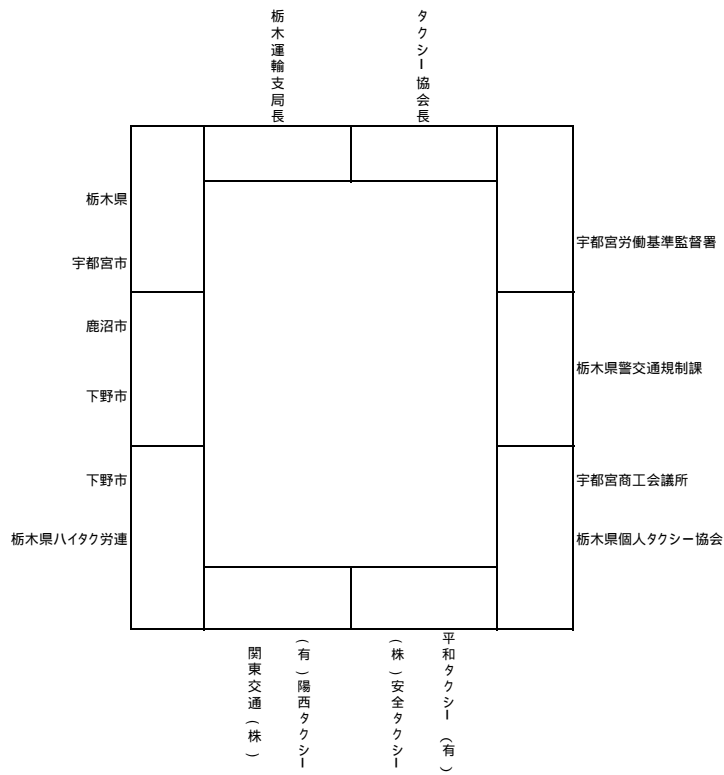 栃木運輸支局長
タクシー協会長
栃木県
宇都宮市
鹿沼市
下野市
下野市
栃木県ハイタク労連
宇都宮労働基準監督署
栃木県警交通規制課
宇都宮商工会議所
栃木県個人タクシー協会
関東交通(株)
(有)陽西タクシー
(株)安全タクシー
平和タクシー(有)